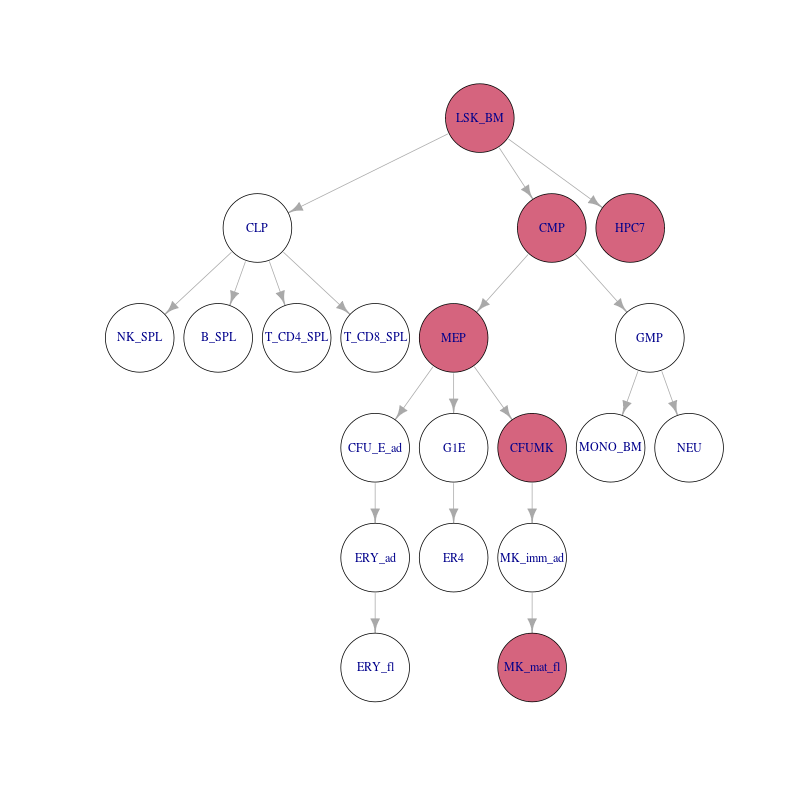 LSK_BM
CLP
CMP
HPC7
NK_SPL
B_SPL
T_CD4_SPL
T_CD8_SPL
MEP
GMP
CFU_E_ad
G1E
CFUMK
MONO_BM
NEU
ERY_ad
ER4
MK_imm_ad
ERY_fl
MK_mat_fl